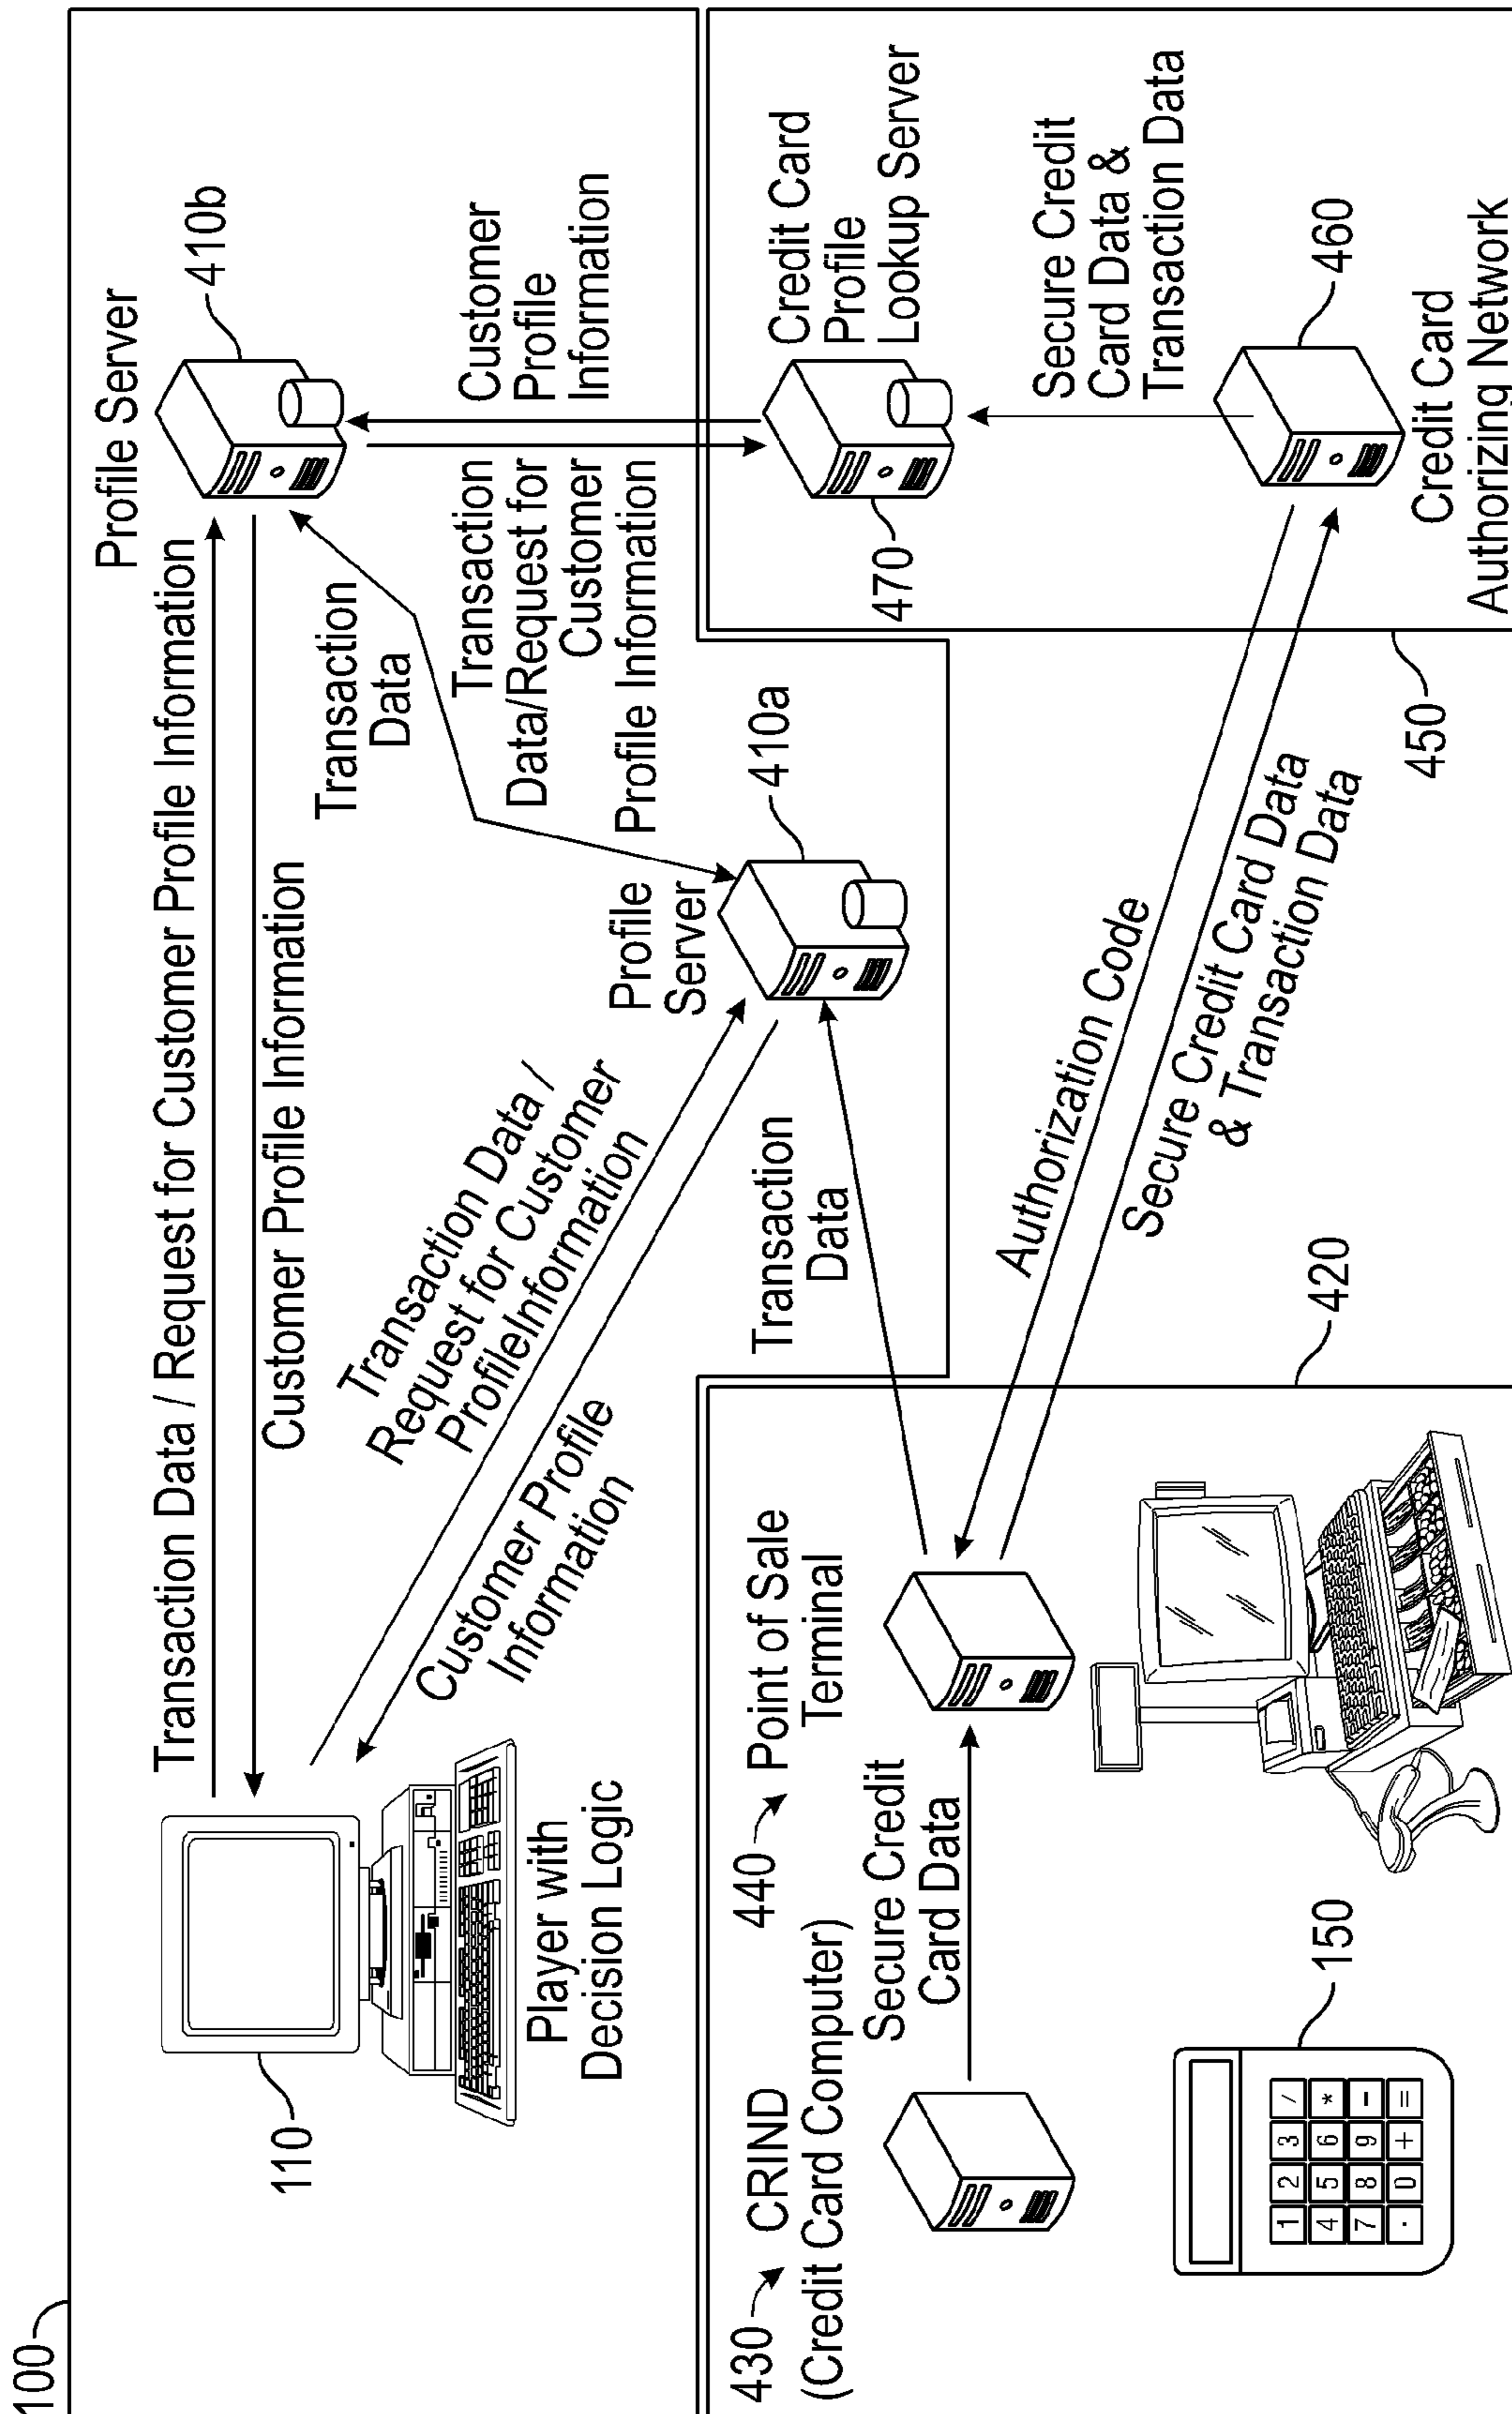 100
110
Player with
Decision Logic
Transaction Data / Request for Customer Profile Information
Customer Profile Information
Profile Server
410b
Transaction Data /
Request for Customer
ProfileInformation
Customer Profile
Information
Transaction
Data
Profile
Server
410a
Customer
Profile
Information
Transaction
Data/Request for
Customer
Profile Information
Transaction
Data
430
CRIND
(Credit Card Computer)
440
Point of Sale
Terminal
Secure Credit
Card Data
150
1 2 3 /
4 5 6 *
7 8 9 -
. 0 + =
420
Authorization Code
Secure Credit Card Data
& Transaction Data
Credit Card
Profile
Lookup Server
470
Secure Credit
Card Data &
Transaction Data
460
Credit Card
Authorizing Network
450